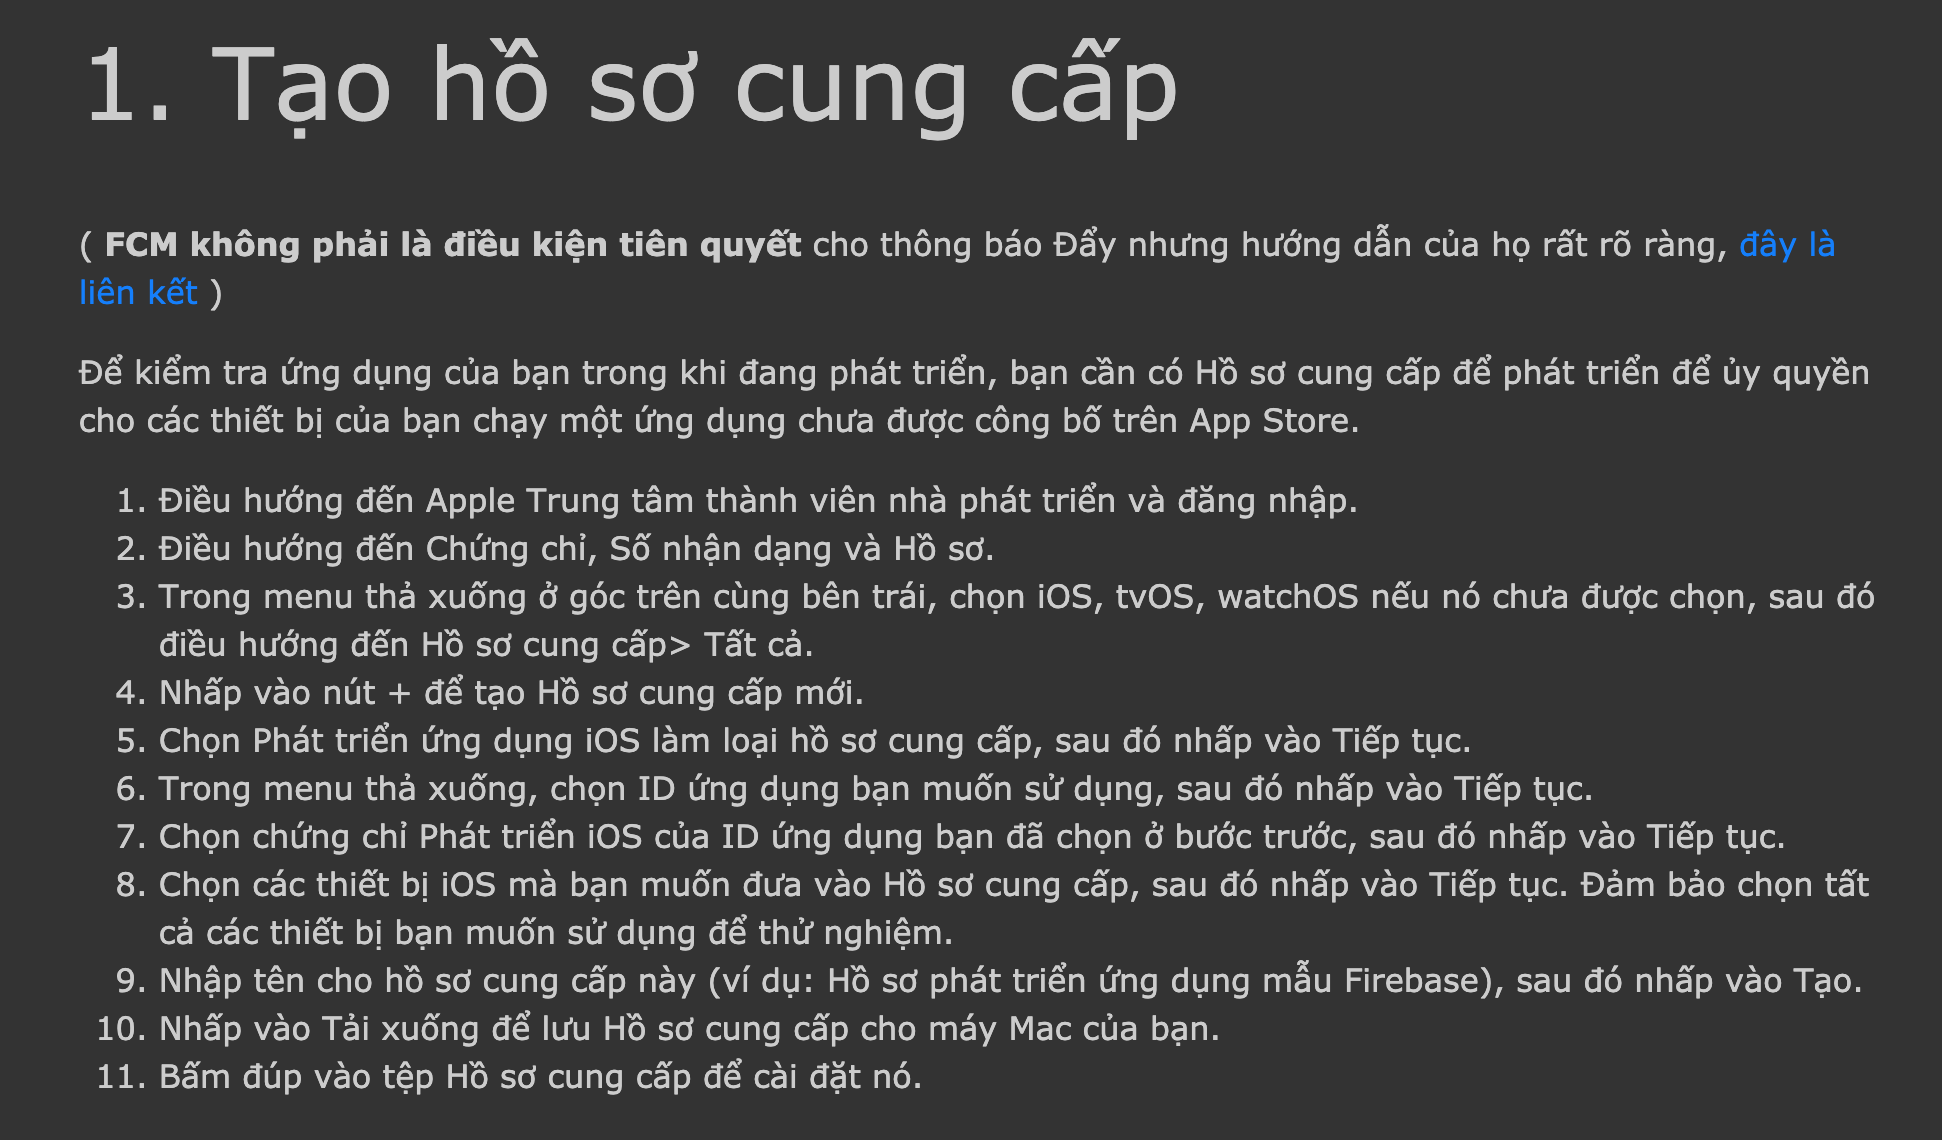 1. Tạo hồ sơ cung cấp
( FCM không phải là điều kiện tiên quyết cho thông báo Đẩy nhưng hướng dẫn của họ rất rõ ràng, đây là
liên kết )
Để kiểm tra ứng dụng của bạn trong khi đang phát triển, bạn cần có Hồ sơ cung cấp để phát triển để ủy quyền
cho các thiết bị của bạn chạy một ứng dụng chưa được công bố trên App Store.
1. Điều hướng đến Apple Trung tâm thành viên nhà phát triển và đăng nhập.
2. Điều hướng đến Chứng chỉ, Số nhận dạng và Hồ sơ.
3. Trong menu thả xuống ở góc trên cùng bên trái, chọn iOS, tvOS, watchOS nếu nó chưa được chọn, sau đó
điều hướng đến Hồ sơ cung cấp> Tất cả.
4. Nhấp vào nút + để tạo Hồ sơ cung cấp mới.
5. Chọn Phát triển ứng dụng iOS làm loại hồ sơ cung cấp, sau đó nhấp vào Tiếp tục.
6. Trong menu thả xuống, chọn ID ứng dụng bạn muốn sử dụng, sau đó nhấp vào Tiếp tục.
7. Chọn chứng chỉ Phát triển iOS của ID ứng dụng bạn đã chọn ở bước trước, sau đó nhấp vào Tiếp tục.
8. Chọn các thiết bị iOS mà bạn muốn đưa vào Hồ sơ cung cấp, sau đó nhấp vào Tiếp tục. Đảm bảo chọn tất
cả các thiết bị bạn muốn sử dụng để thử nghiệm.
9. Nhập tên cho hồ sơ cung cấp này (ví dụ: Hồ sơ phát triển ứng dụng mẫu Firebase), sau đó nhấp vào Tạo.
10. Nhấp vào Tải xuống để lưu Hồ sơ cung cấp cho máy Mac của bạn.
11. Bấm đúp vào tệp Hồ sơ cung cấp để cài đặt nó.